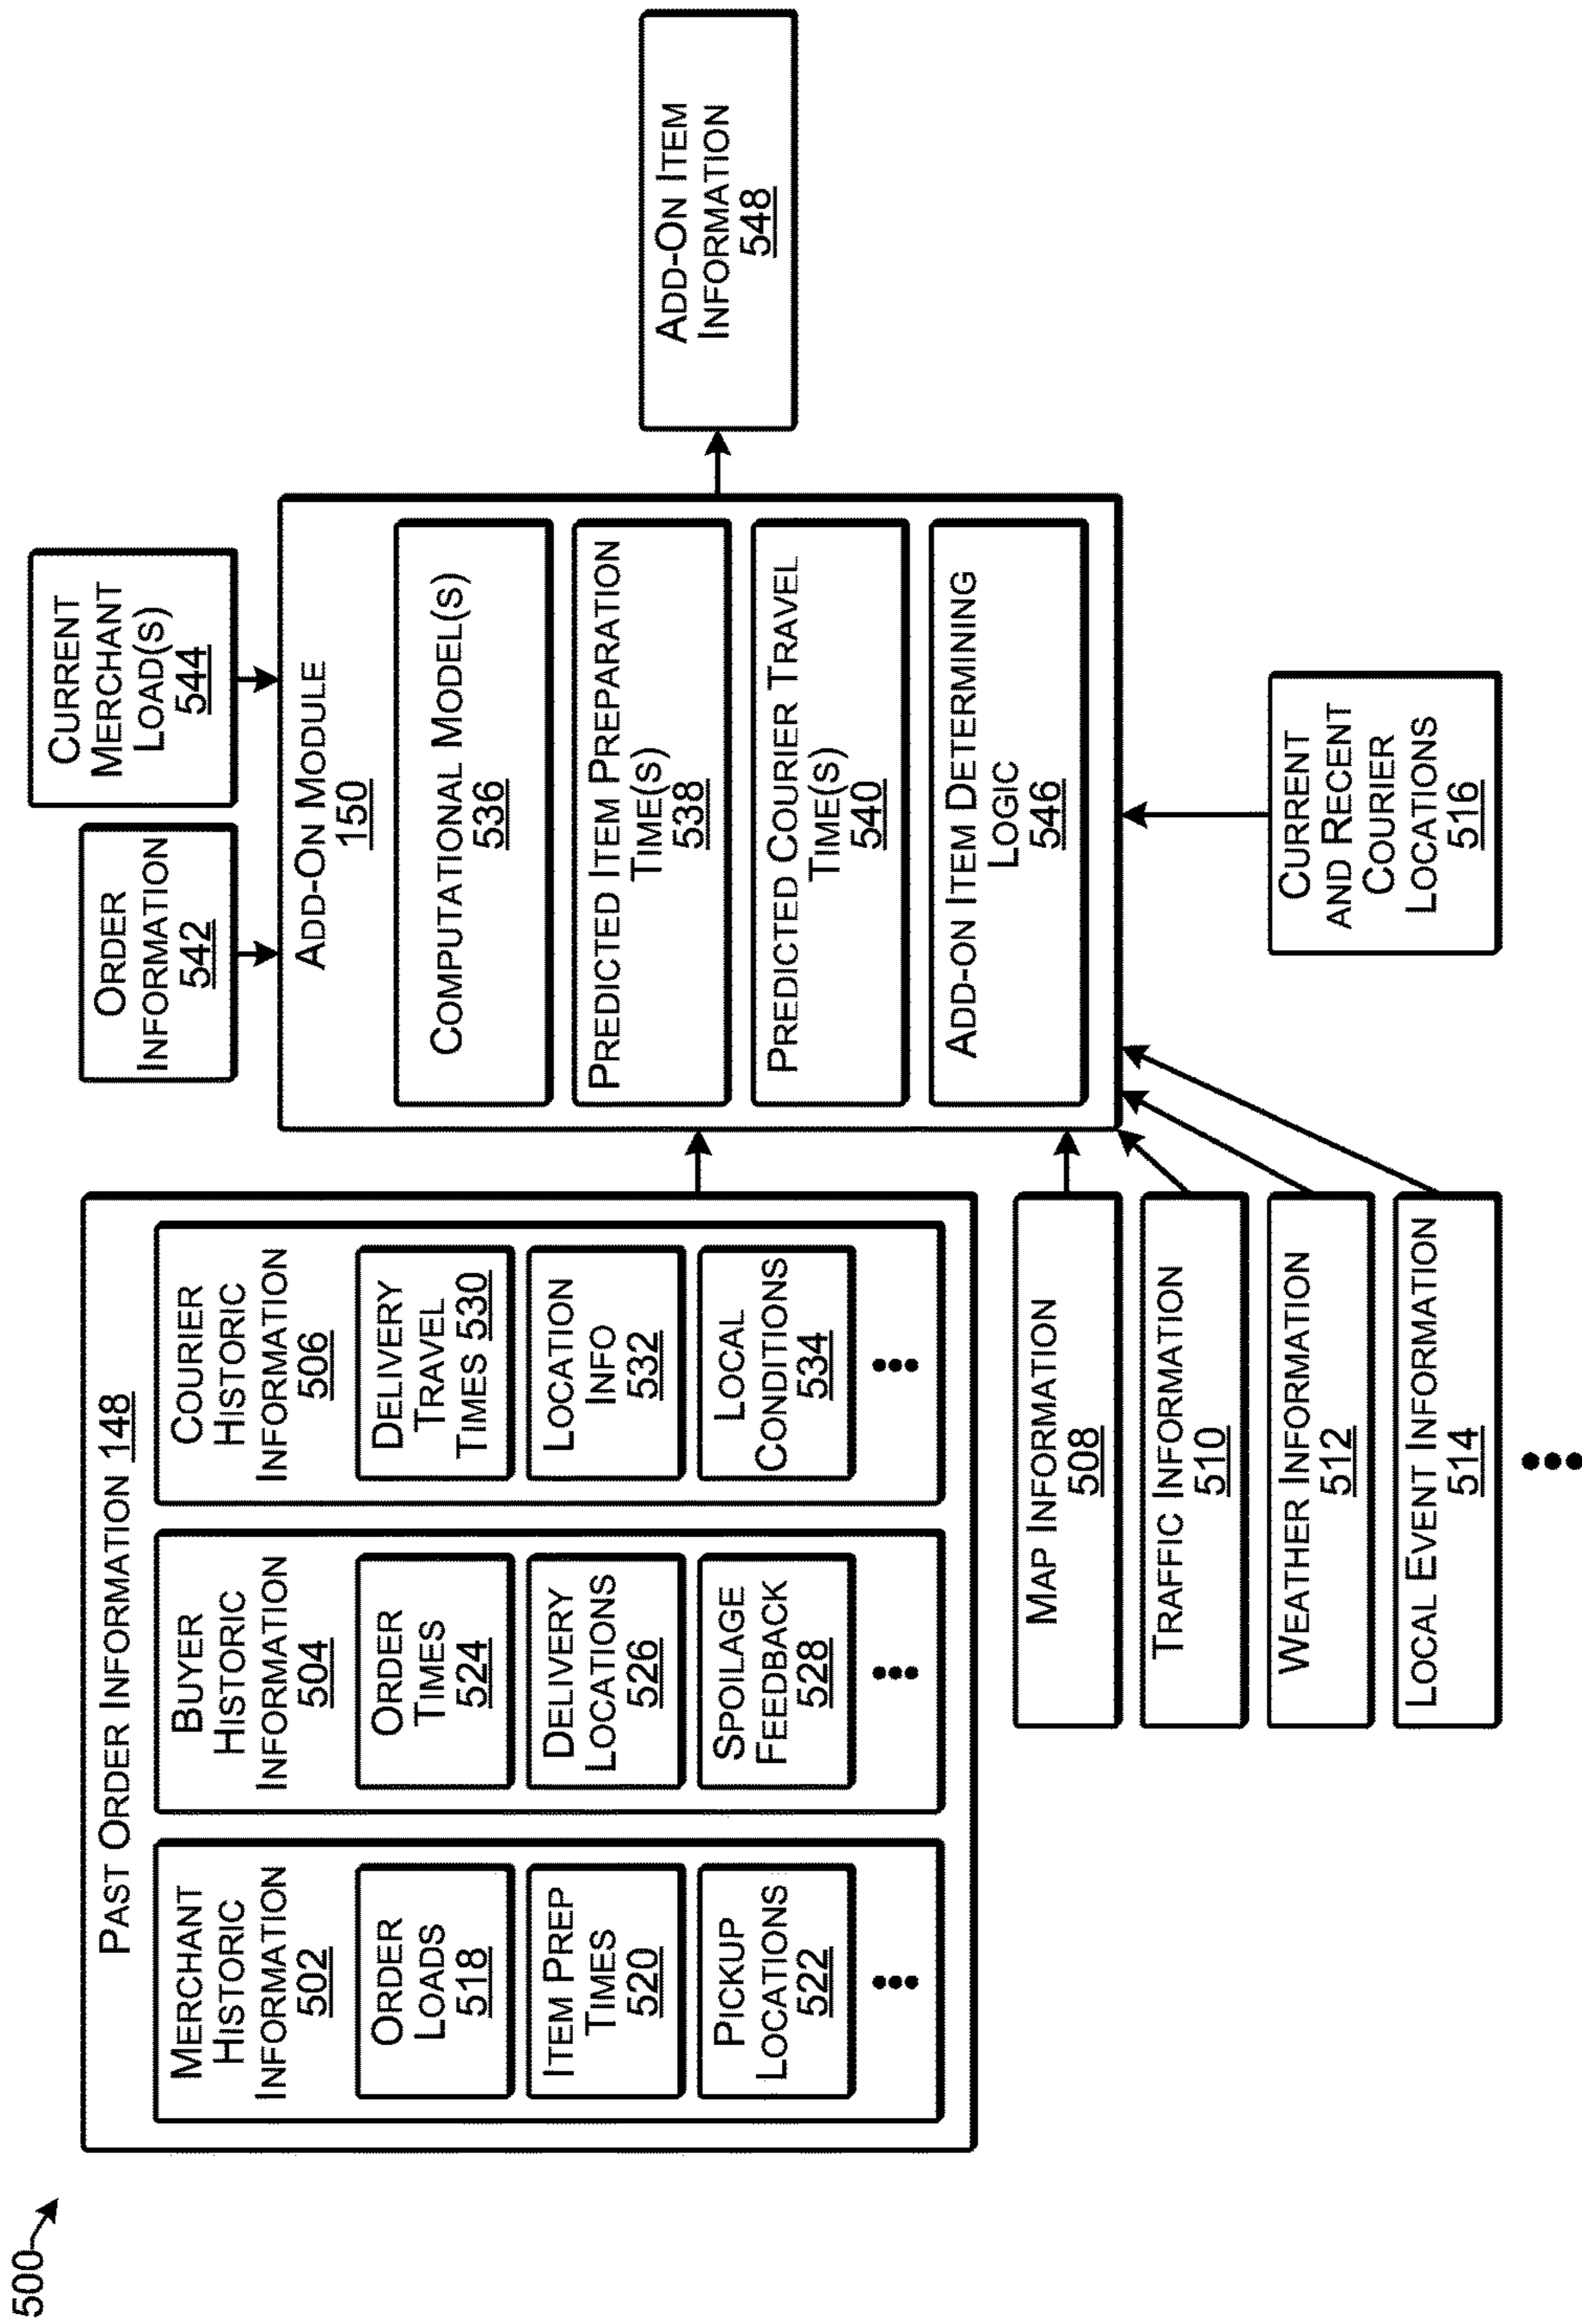 500
PAST ORDER INFORMATION 148
MERCHANT
HISTORIC
INFORMATION
502
ORDER
LOADS
518
ITEM PREP
TIMES
520
PICKUP
LOCATIONS
522
•••
BUYER
HISTORIC
INFORMATION
504
ORDER
TIMES
524
DELIVERY
LOCATIONS
526
SPOILAGE
FEEDBACK
528
•••
COURIER
HISTORIC
INFORMATION
506
DELIVERY
TRAVEL
TIMES 530
LOCATION
INFO
532
LOCAL
CONDITIONS
534
•••
MAP INFORMATION
508
TRAFFIC INFORMATION
510
WEATHER INFORMATION
512
LOCAL EVENT INFORMATION
514
•••
ORDER
INFORMATION
542
CURRENT
MERCHANT
LOAD(S)
544
ADD-ON MODULE
150
COMPUTATIONAL MODEL(S)
536
PREDICTED ITEM PREPARATION
TIME(S)
538
PREDICTED COURIER TRAVEL
TIME(S)
540
ADD-ON ITEM DETERMINING
LOGIC
546
CURRENT
AND RECENT
COURIER
LOCATIONS
516
ADD-ON ITEM
INFORMATION
548